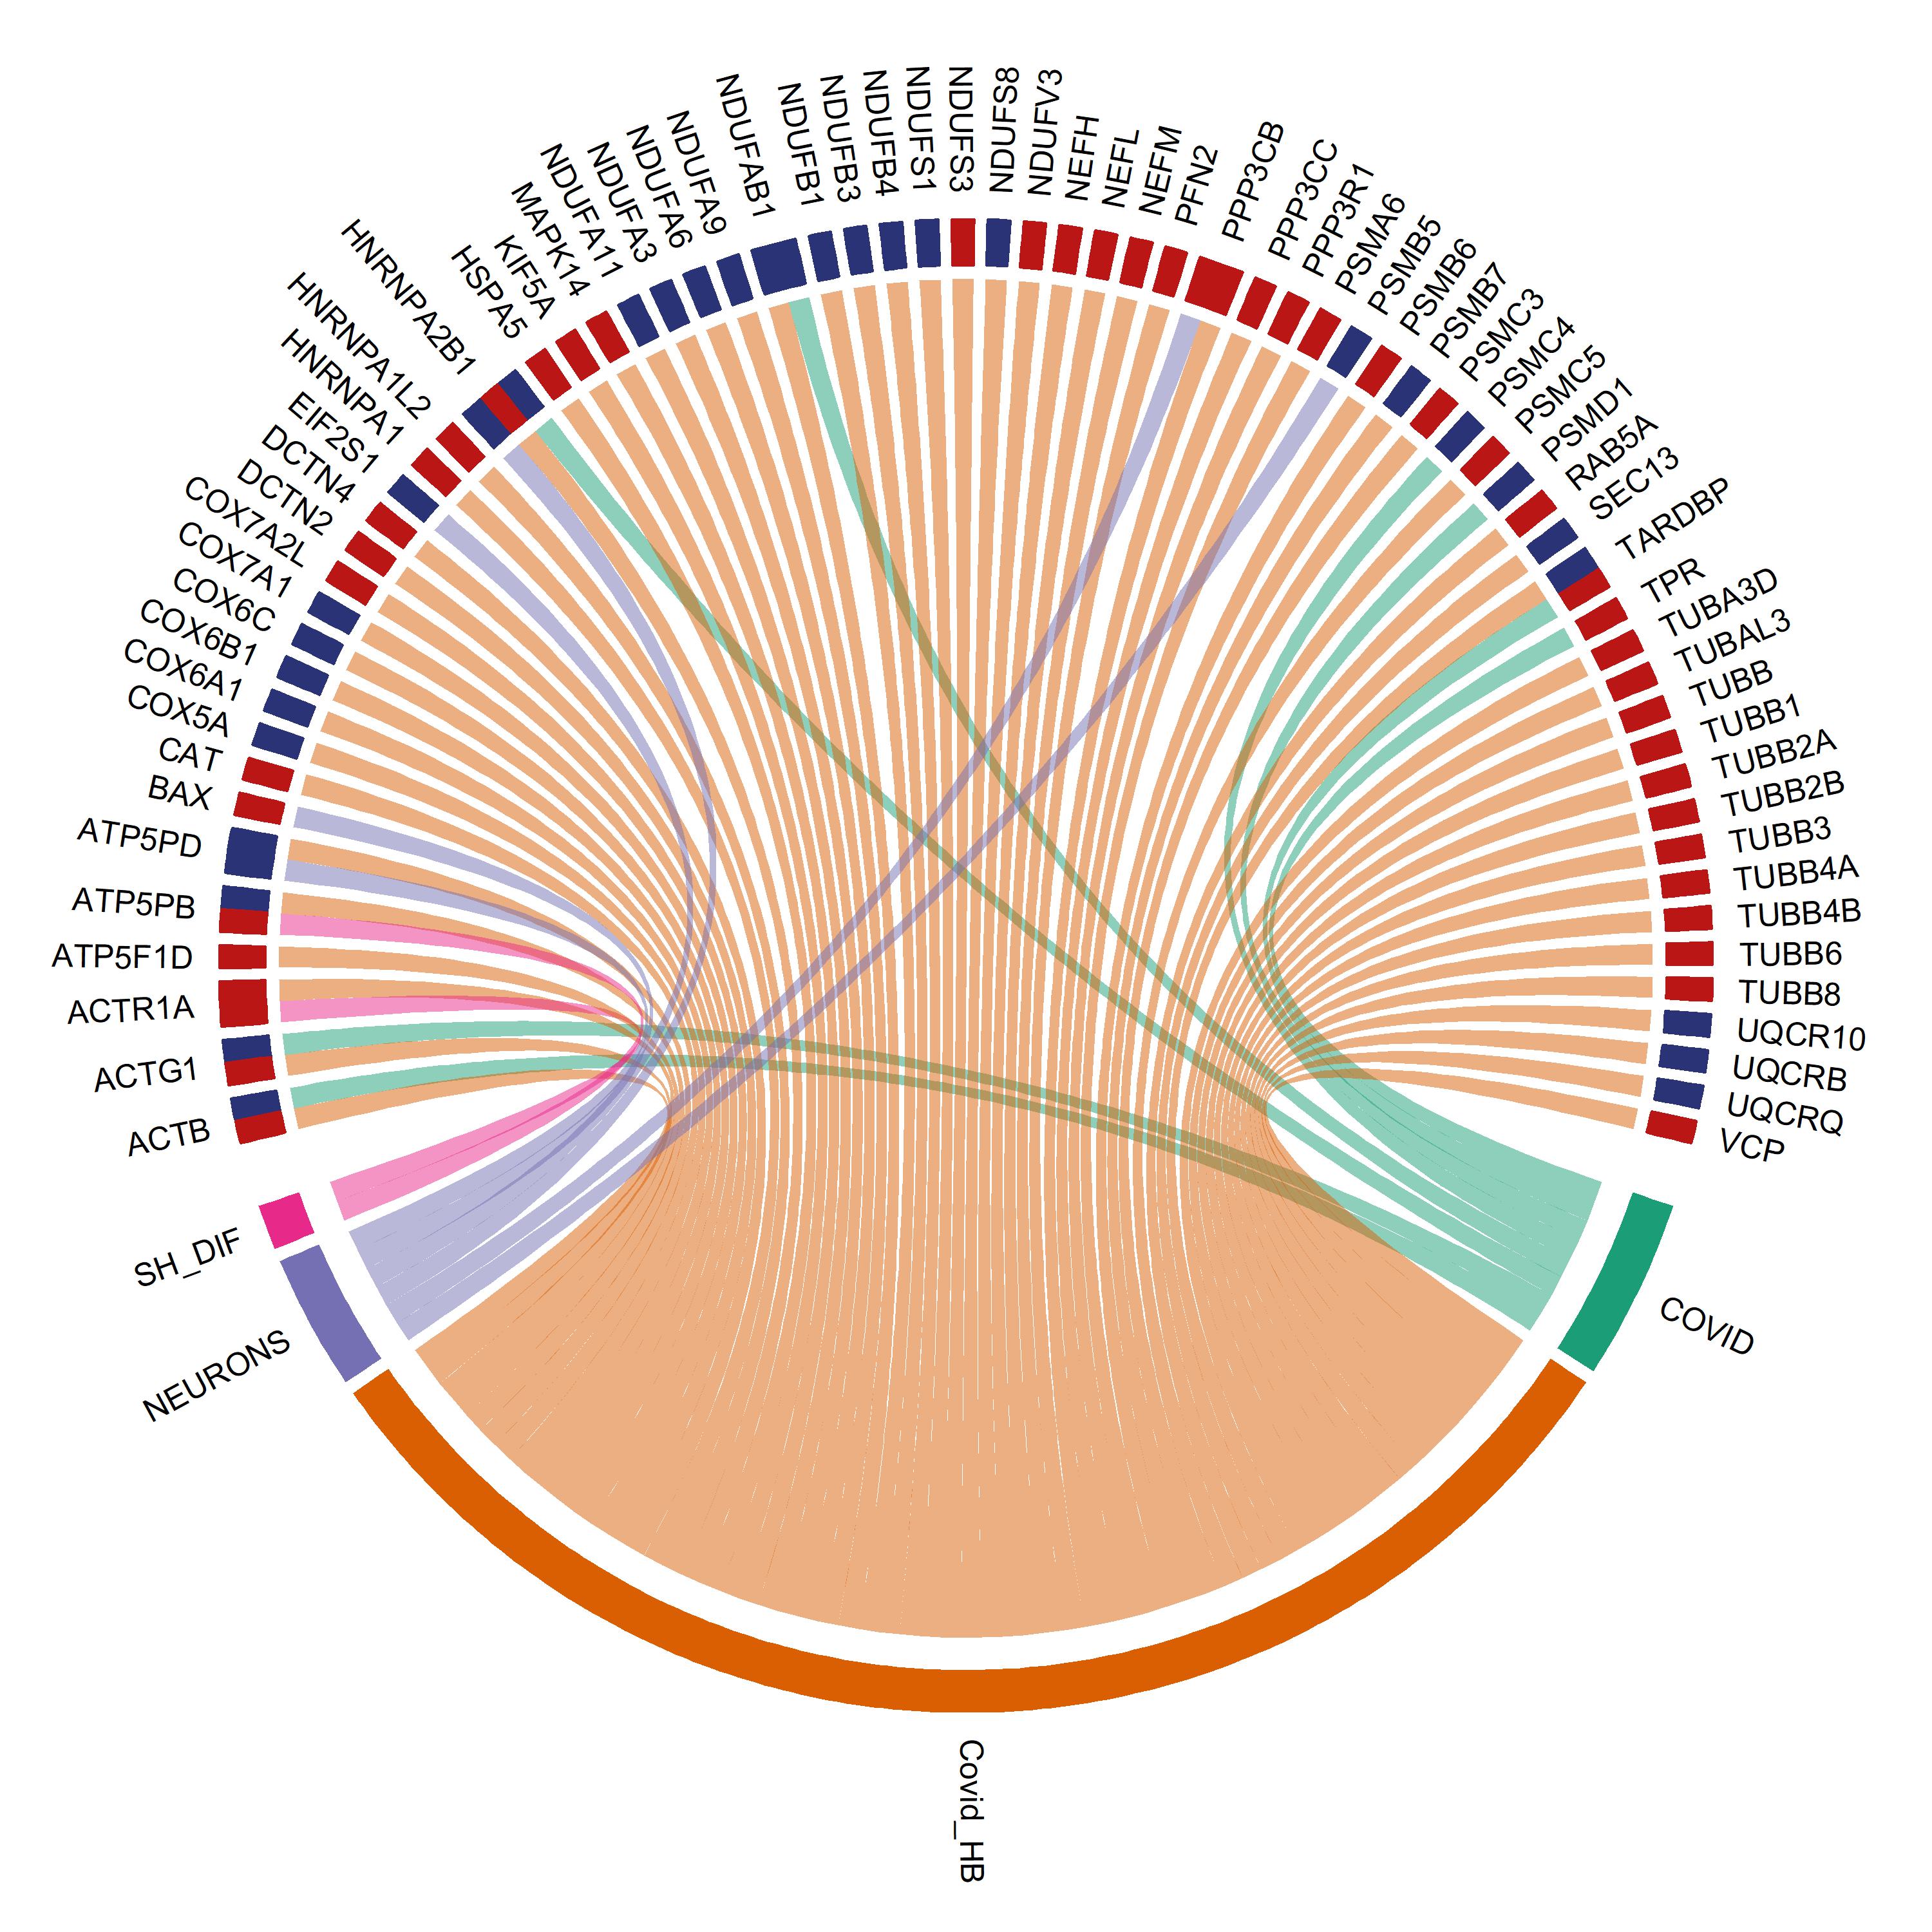 ACTB
ACTG1
ACTR1A
ATP5F1D
ATP5PB
ATP5PD
BAX
CAT
COX5A
COX6A1
COX6B1
COX6C
COX7A1
COX7A2L
DCTN2
DCTN4
EIF2S1
HNRNPA1
HNRNPA1L2
HNRNPA2B1
HSPA5
KIF5A
MAPK14
NDUFA11
NDUFA3
NDUFA6
NDUFA9
NDUFAB1
NDUFB1
NDUFB3
NDUFB4
NDUFS1
NDUFS3
NDUFS8
NDUFV3
NEFH
NEFL
NEFM
PFN2
PPP3CB
PPP3CC
PPP3R1
PSMA6
PSMB5
PSMB6
PSMB7
PSMC3
PSMC4
PSMC5
PSMD1
RAB5A
SEC13
TARDBP
TPR
TUBA3D
TUBAL3
TUBB
TUBB1
TUBB2A
TUBB2B
TUBB3
TUBB4A
TUBB4B
TUBB6
TUBB8
UQCR10
UQCRB
UQCRQ
VCP
COVID
Covid_HB
NEURONS
SH_DIF